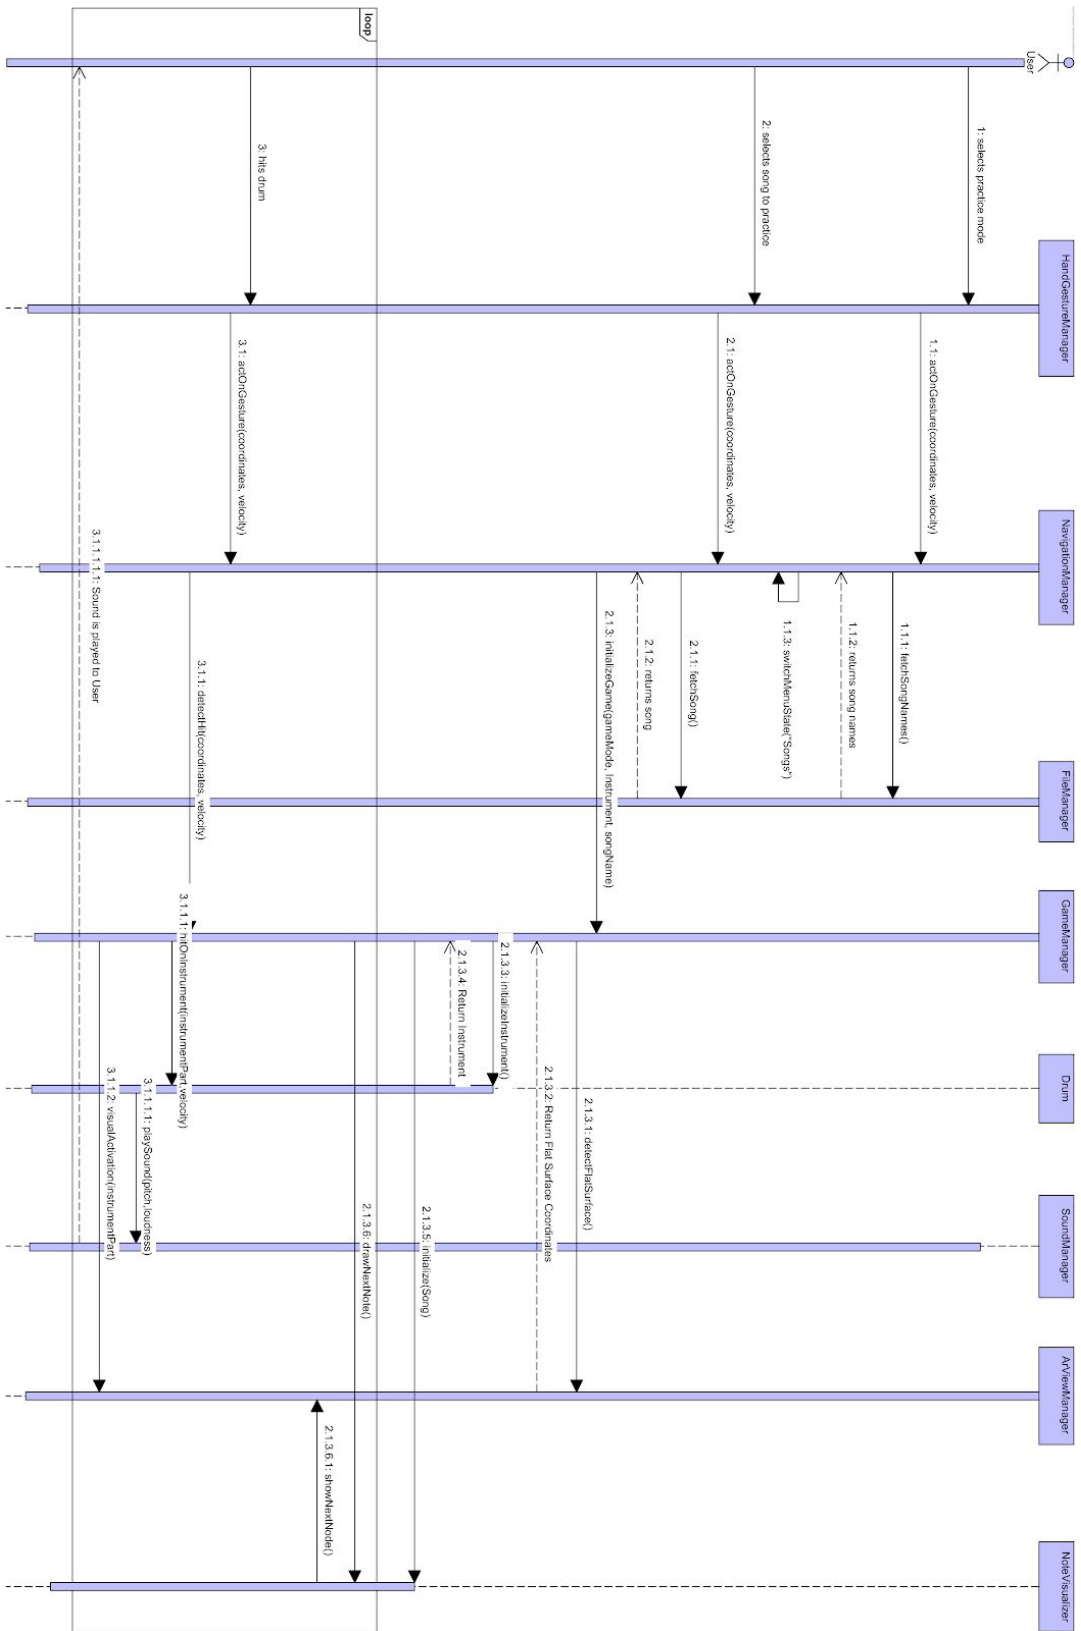 User
HandGestureManager
NavigationManager
FileManager
GameManager
Drum
SoundManager
ArViewManager
NoteVisualizer
1: selects practice mode
1.1: actOnGesture(coordinates, velocity)
1.1.1: fetchSongNames()
1.1.2: returns song names
1.1.3: switchMenuState("Songs")
2: selects song to practice
2.1: actOnGesture(coordinates, velocity)
2.1.1: fetchSong()
2.1.2: returns song
2.1.3: initializeGame(gameMode, Instrument, songName)
2.1.3.1: detectFlatSurface()
2.1.3.2: Return Flat Surface Coordinates
2.1.3.3: initializeInstrument()
2.1.3.4: Return Instrument
2.1.3.5: initialize(Song)
loop
2.1.3.6: drawNextNote()
2.1.3.6.1: showNextNode()
3: hits drum
3.1: actOnGesture(coordinates, velocity)
3.1.1: detectHit(coordinates, velocity)
3.1.1.1: hitOnInstrument(instrumentPart,velocity)
3.1.1.1.1: playSound(pitch,loudness)
3.1.1.2: visualActivation(instrumentPart)
3.1.1.1.1.1: Sound is played to User